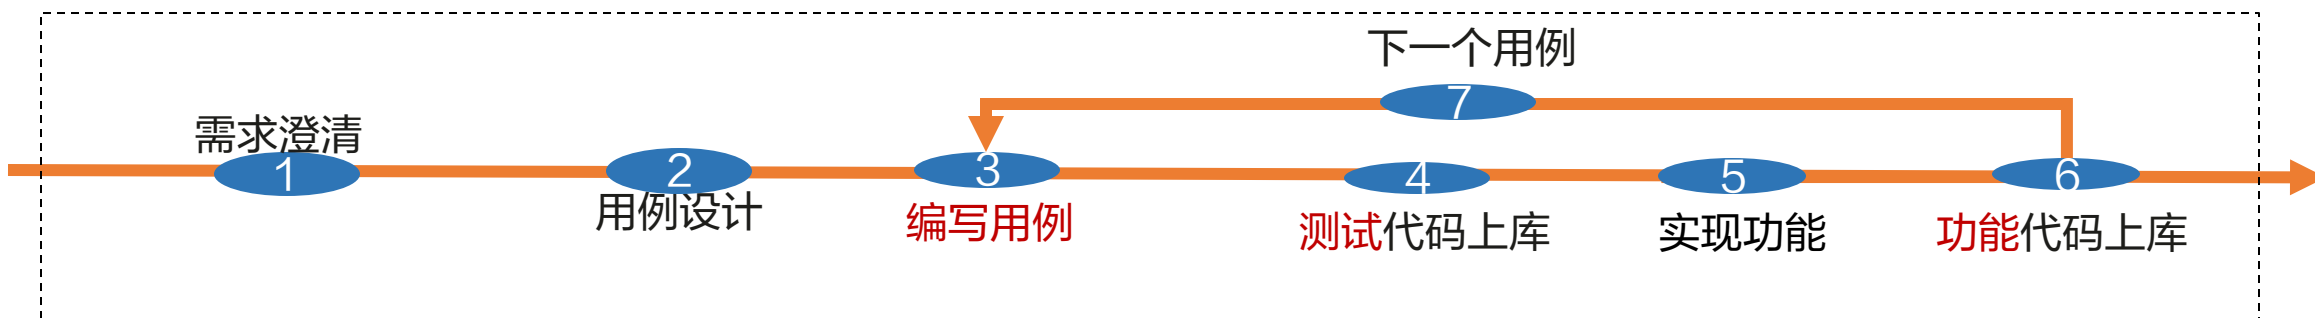 下一个用例
7
需求澄清
1
2
用例设计
3
编写用例
4
测试代码上库
5
实现功能
6
功能代码上库